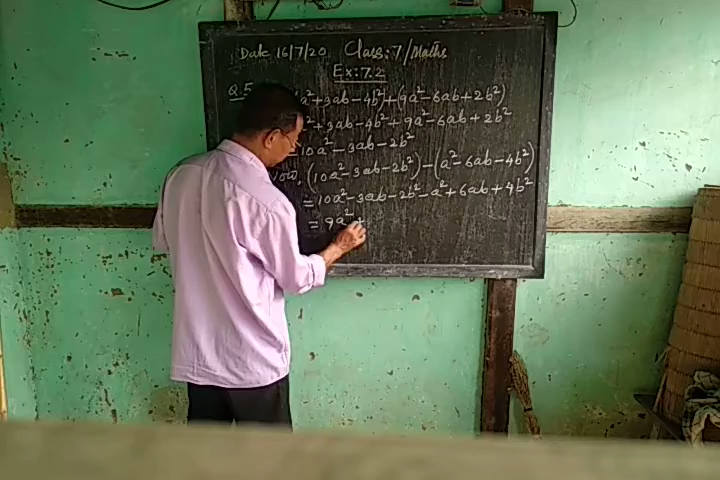 Date 16/7/20 Class: 7/Maths
Ex: 7.2
Q.5 a²+3ab-4b²)+(9a²-6ab+2b²)
²+3ab-4b²+9a²-6ab+2b²
10a²-3ab-2b²
Now, (10a²-3ab-2b²)-(a²-6ab-4b²)
=10a²-3ab-2b²-a²+6ab+4b²
=9a²+